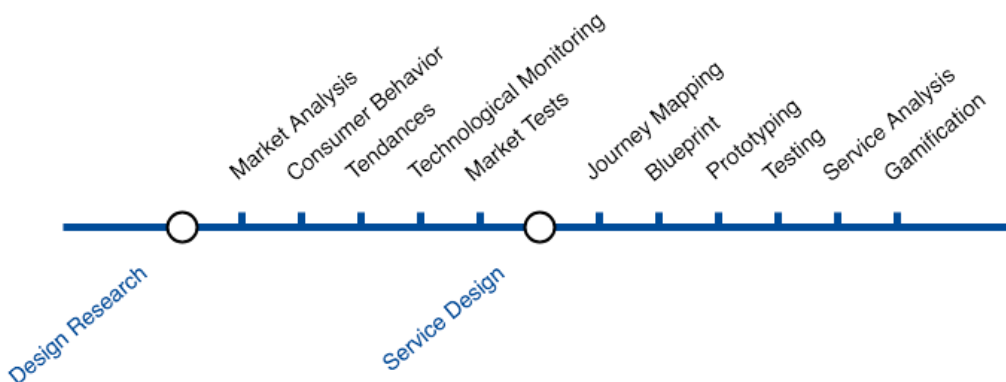 Design Research
Market Analysis
Consumer Behavior
Tendances
Technological Monitoring
Market Tests
Service Design
Journey Mapping
Blueprint
Prototyping
Testing
Service Analysis
Gamification